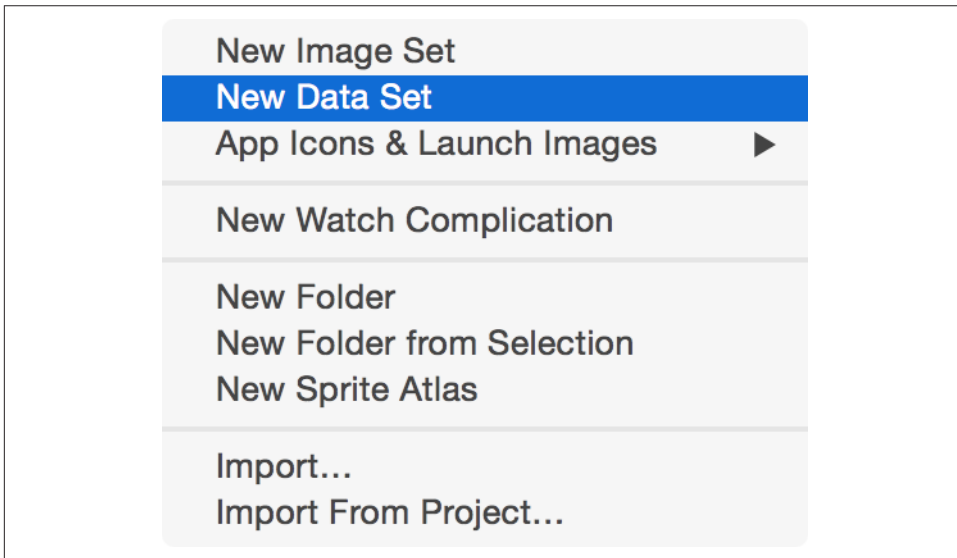 New Image Set
New Data Set
App Icons & Launch Images
New Watch Complication
New Folder
New Folder from Selection
New Sprite Atlas
Import…
Import From Project…